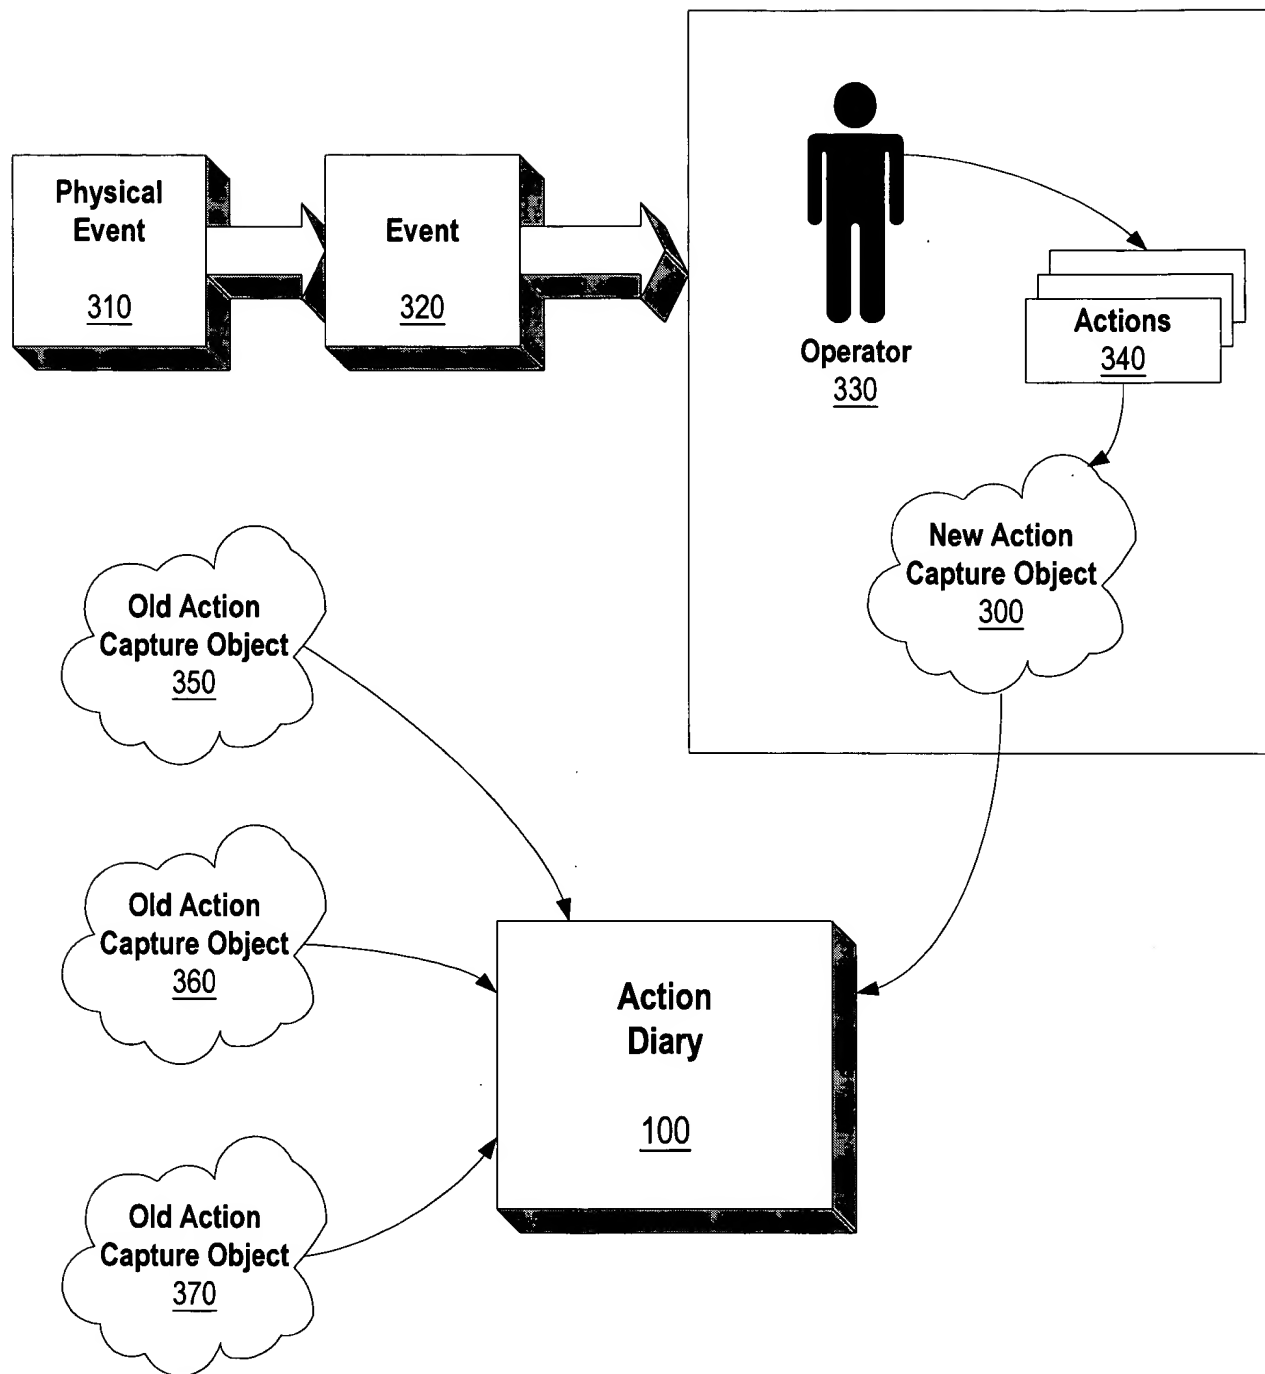 Physical
Event
310
Event
320
Operator
330
Actions
340
New Action
Capture Object
300
Old Action
Capture Object
350
Old Action
Capture Object
360
Old Action
Capture Object
370
Action
Diary
100